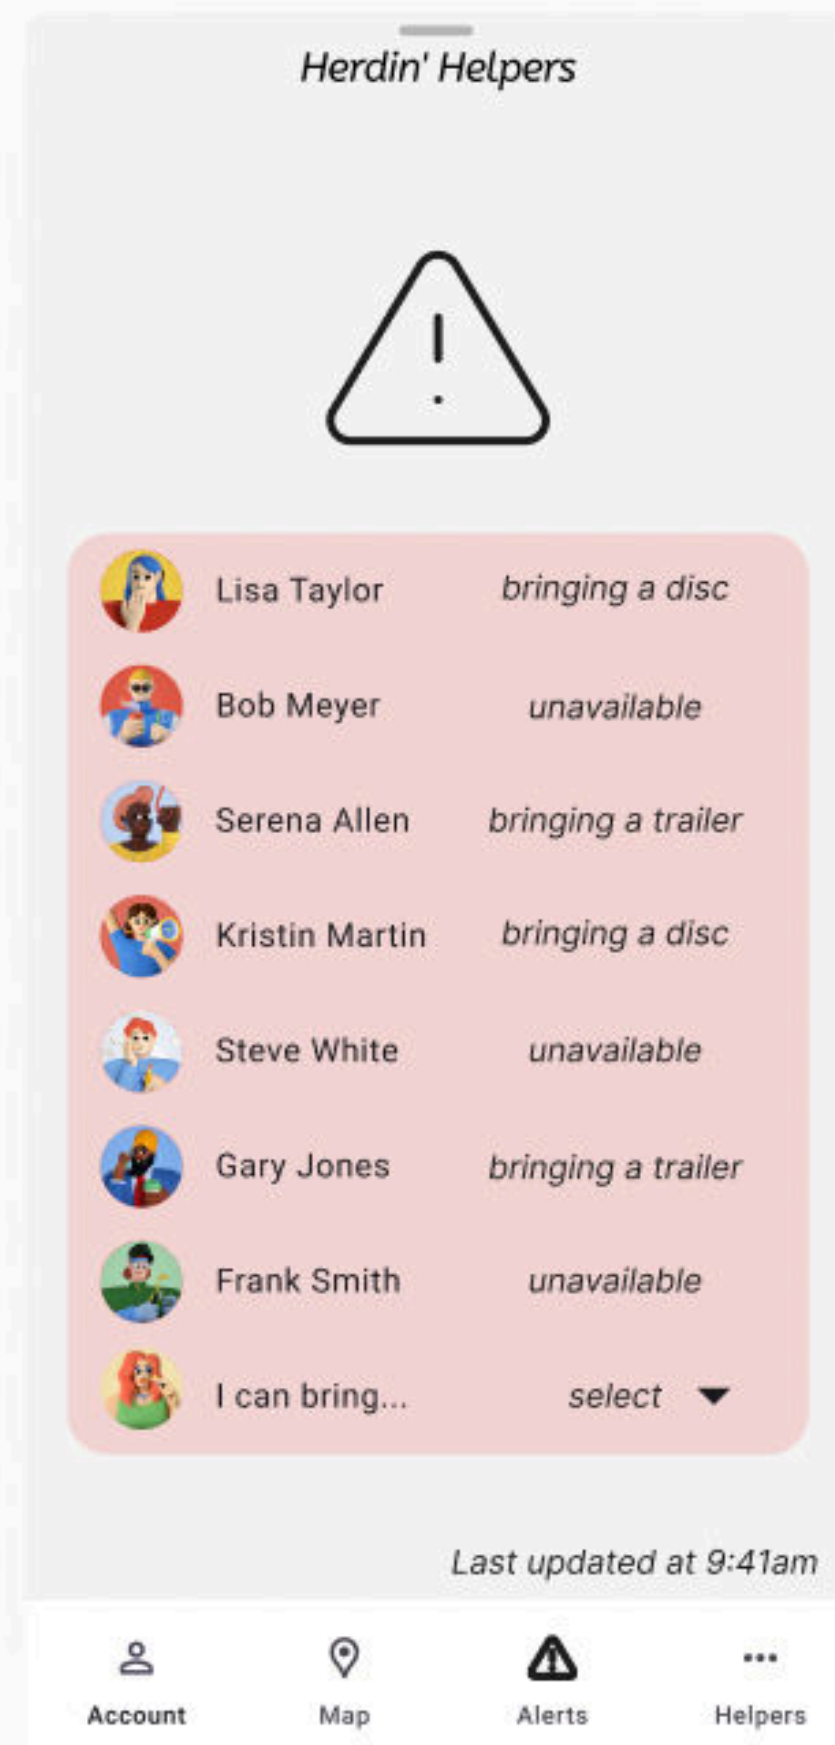 Herdin' Helpers
Lisa Taylor bringing a disc
Bob Meyer unavailable
Serena Allen bringing a trailer
Kristin Martin bringing a disc
Steve White unavailable
Gary Jones bringing a trailer
Frank Smith unavailable
I can bring... select
Last updated at 9:41am
Account Map Alerts Helpers